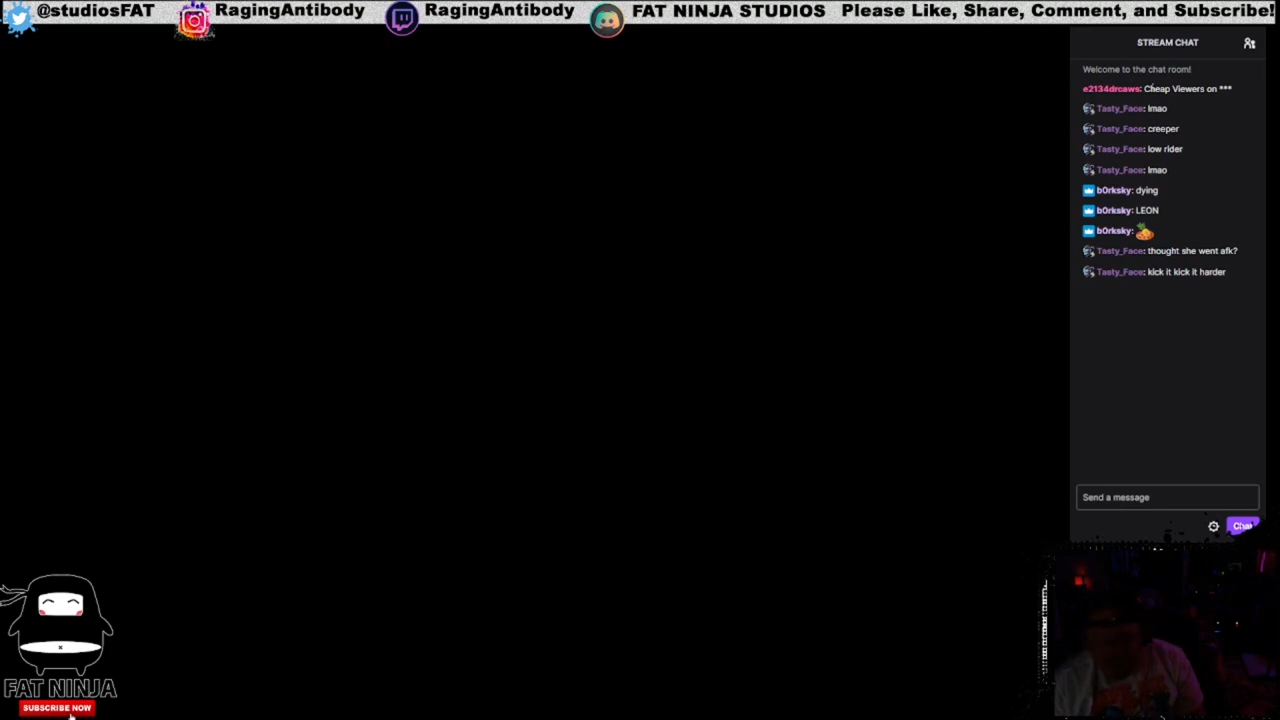 @studiosFAT RagingAntibody RagingAntibody FAT NINJA STUDIOS Please Like, Share, Comment, and Subscribe!
STREAM CHAT
Welcome to the chat room!
e2134drcaws: Cheap Viewers on ***
Tasty_Face: lmao
Tasty_Face: creeper
Tasty_Face: low rider
Tasty_Face: lmao
b0rksky: dying
b0rksky: LEON
b0rksky:
Tasty_Face: thought she went afk?
Tasty_Face: kick it kick it harder
Send a message
Chat
FAT NINJA
SUBSCRIBE NOW